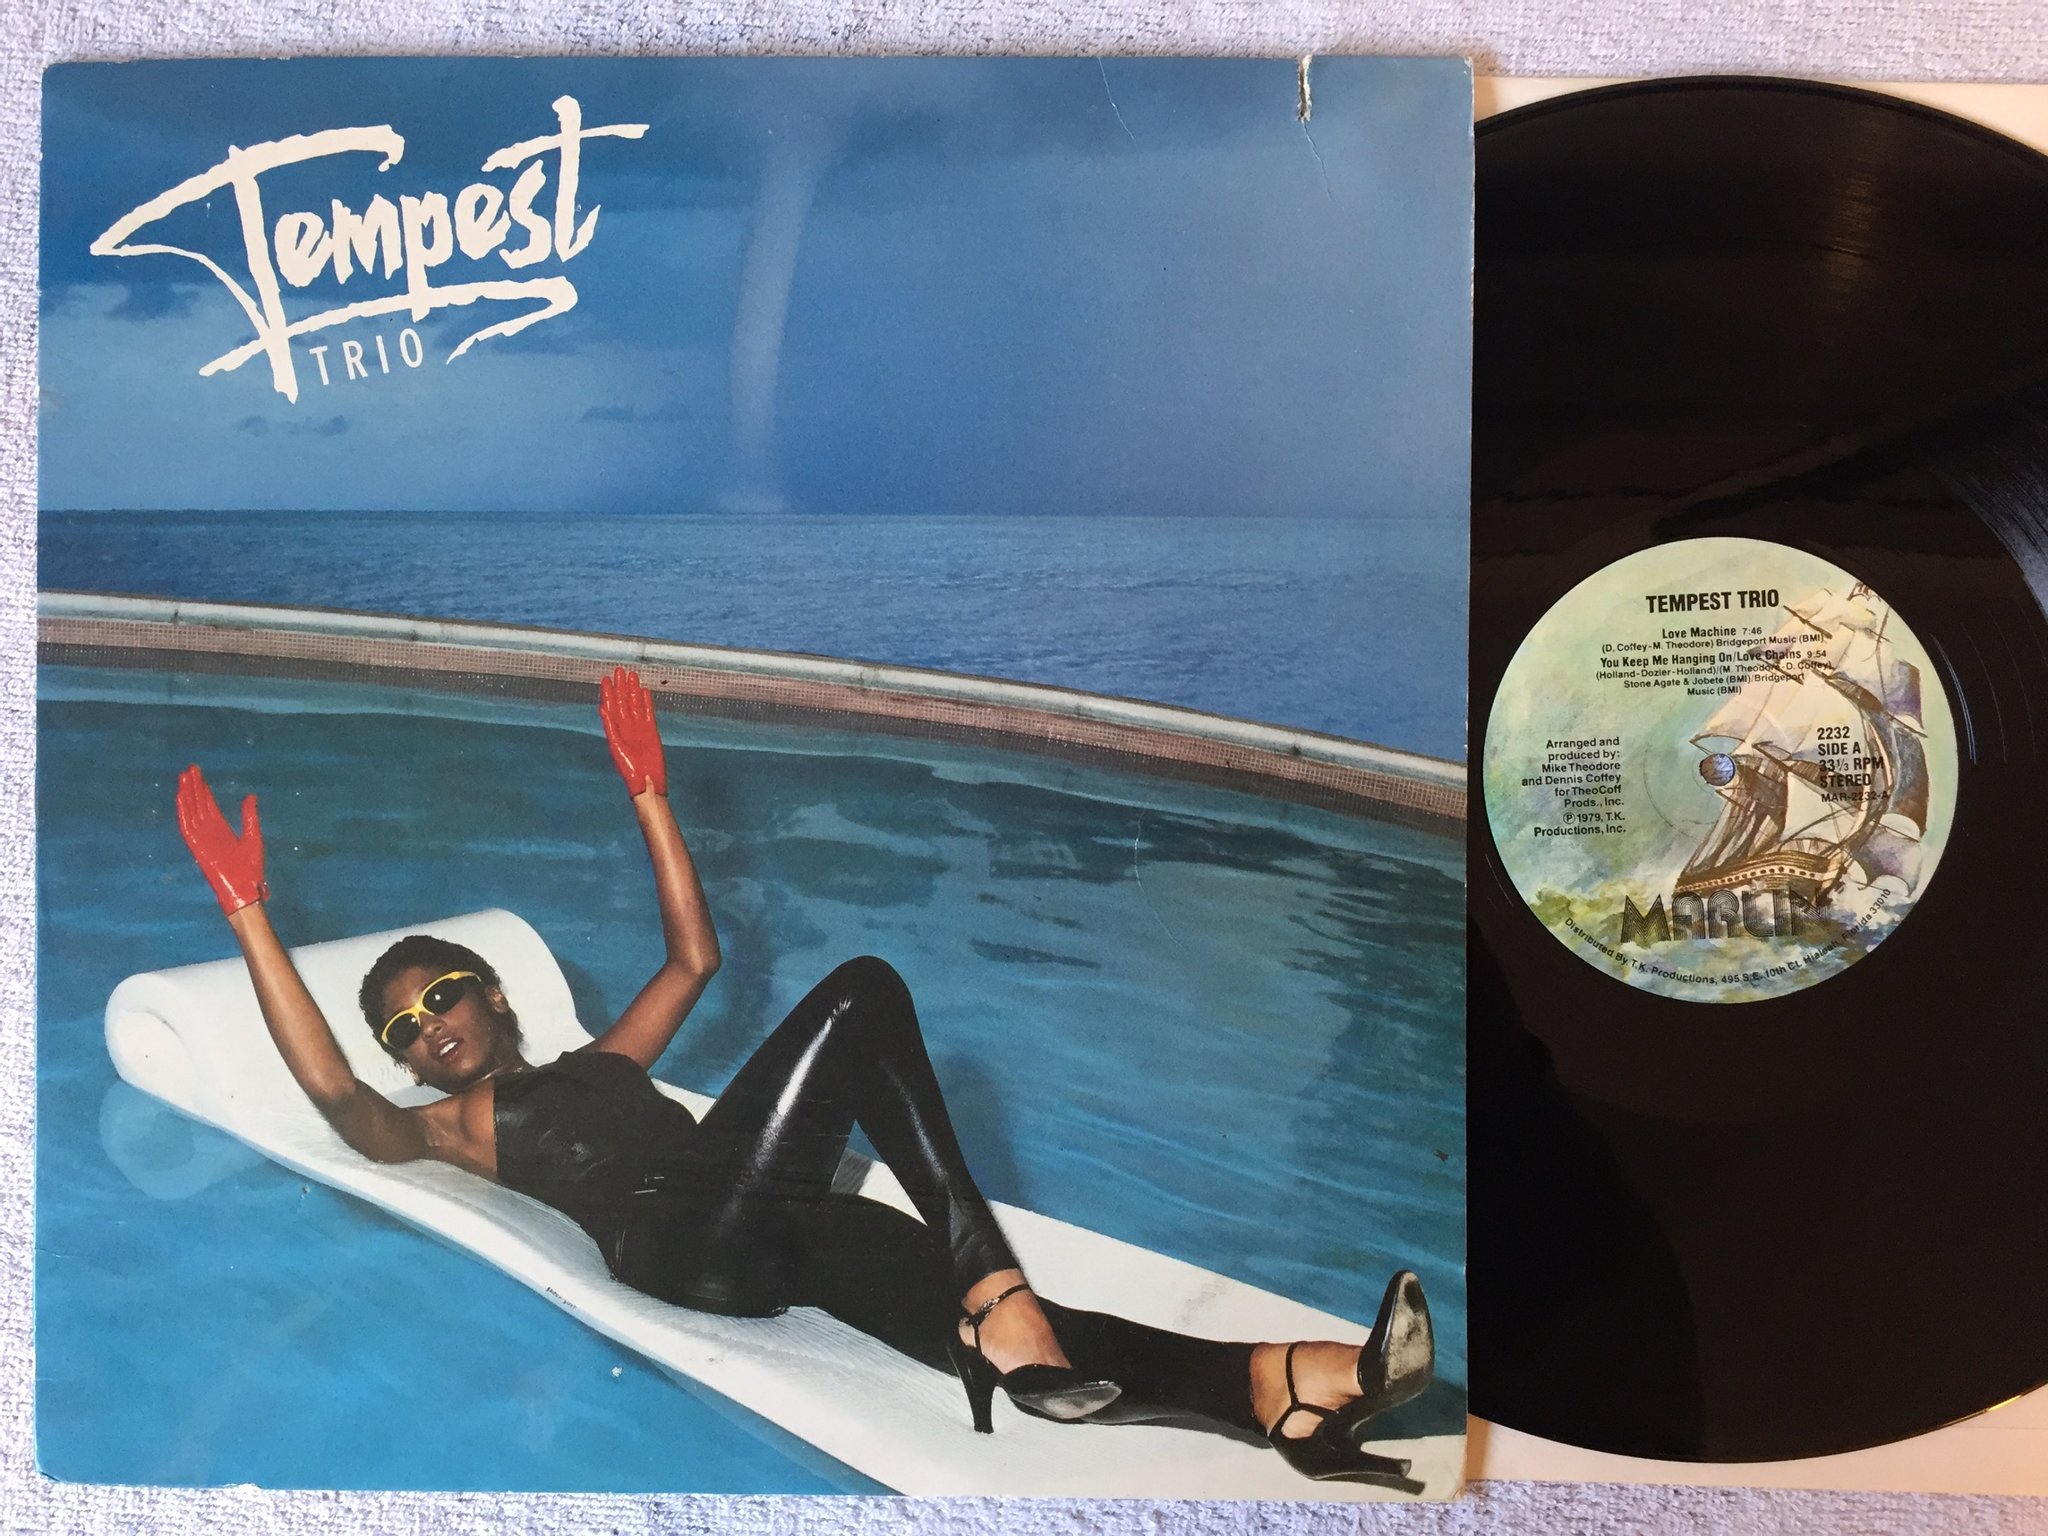 Tempest
TRIO
TEMPEST TRIO
Love Machine 7:46
(D. Coffey-M. Theodore) Bridgeport Music (BMI)
You Keep Me Hanging On/Love Chains 9:54
(Holland-Dozier-Holland)/(M. Theodore-D. Coffey)
Stone Agate & Jobete (BMI)/Bridgeport
Music (BMI)
Arranged and
produced by:
Mike Theodore
and Dennis Coffey
for TheoCoff
Prods., Inc.
℗1979, T.K.
Productions, Inc.
2232
SIDE A
33 1/3 RPM
STEREO
MAR-2232-A
MARLIN
Distributed By T.K. Productions, 495 S.E. 10th Ct. Hialeah, Florida 33010